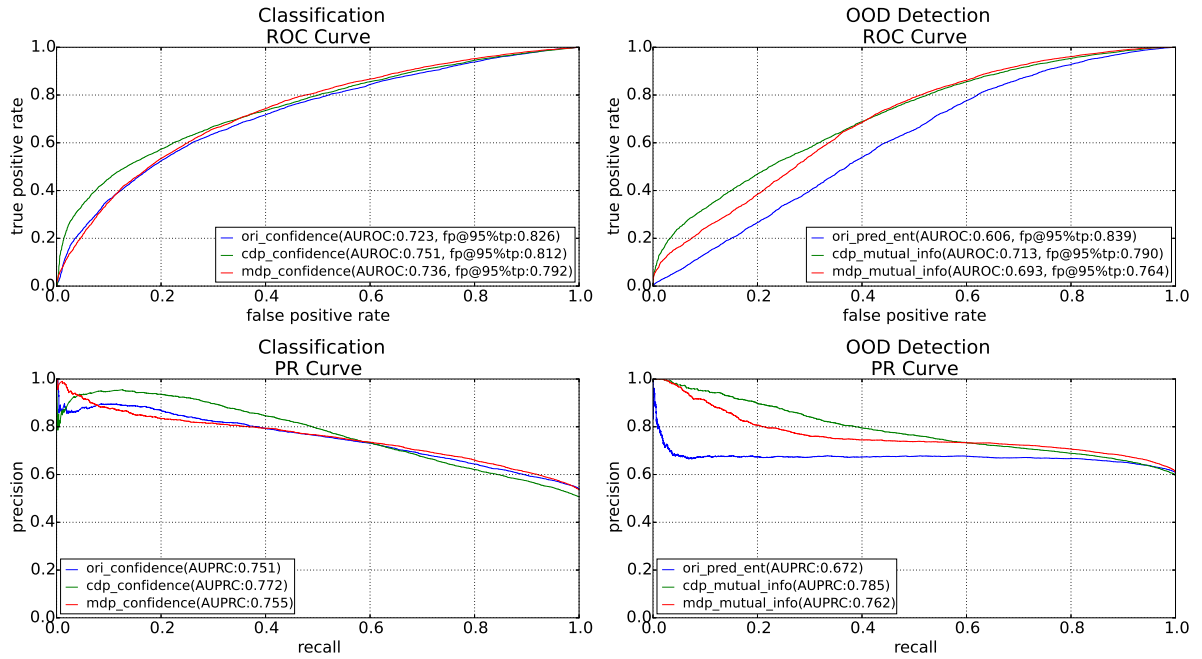 Classification
ROC Curve
true positive rate
1.0
0.8
0.6
0.4
0.2
0.0
ori_confidence(AUROC:0.723, fp@95%tp:0.826)
cdp_confidence(AUROC:0.751, fp@95%tp:0.812)
mdp_confidence(AUROC:0.736, fp@95%tp:0.792)
0.0 0.2 0.4 0.6 0.8 1.0
false positive rate
OOD Detection
ROC Curve
true positive rate
1.0
0.8
0.6
0.4
0.2
0.0
ori_pred_ent(AUROC:0.606, fp@95%tp:0.839)
cdp_mutual_info(AUROC:0.713, fp@95%tp:0.790)
mdp_mutual_info(AUROC:0.693, fp@95%tp:0.764)
0.0 0.2 0.4 0.6 0.8 1.0
false positive rate
Classification
PR Curve
precision
1.0
0.8
0.6
0.4
0.2
0.0
ori_confidence(AUPRC:0.751)
cdp_confidence(AUPRC:0.772)
mdp_confidence(AUPRC:0.755)
0.0 0.2 0.4 0.6 0.8 1.0
recall
OOD Detection
PR Curve
precision
1.0
0.8
0.6
0.4
0.2
0.0
ori_pred_ent(AUPRC:0.672)
cdp_mutual_info(AUPRC:0.785)
mdp_mutual_info(AUPRC:0.762)
0.0 0.2 0.4 0.6 0.8 1.0
recall